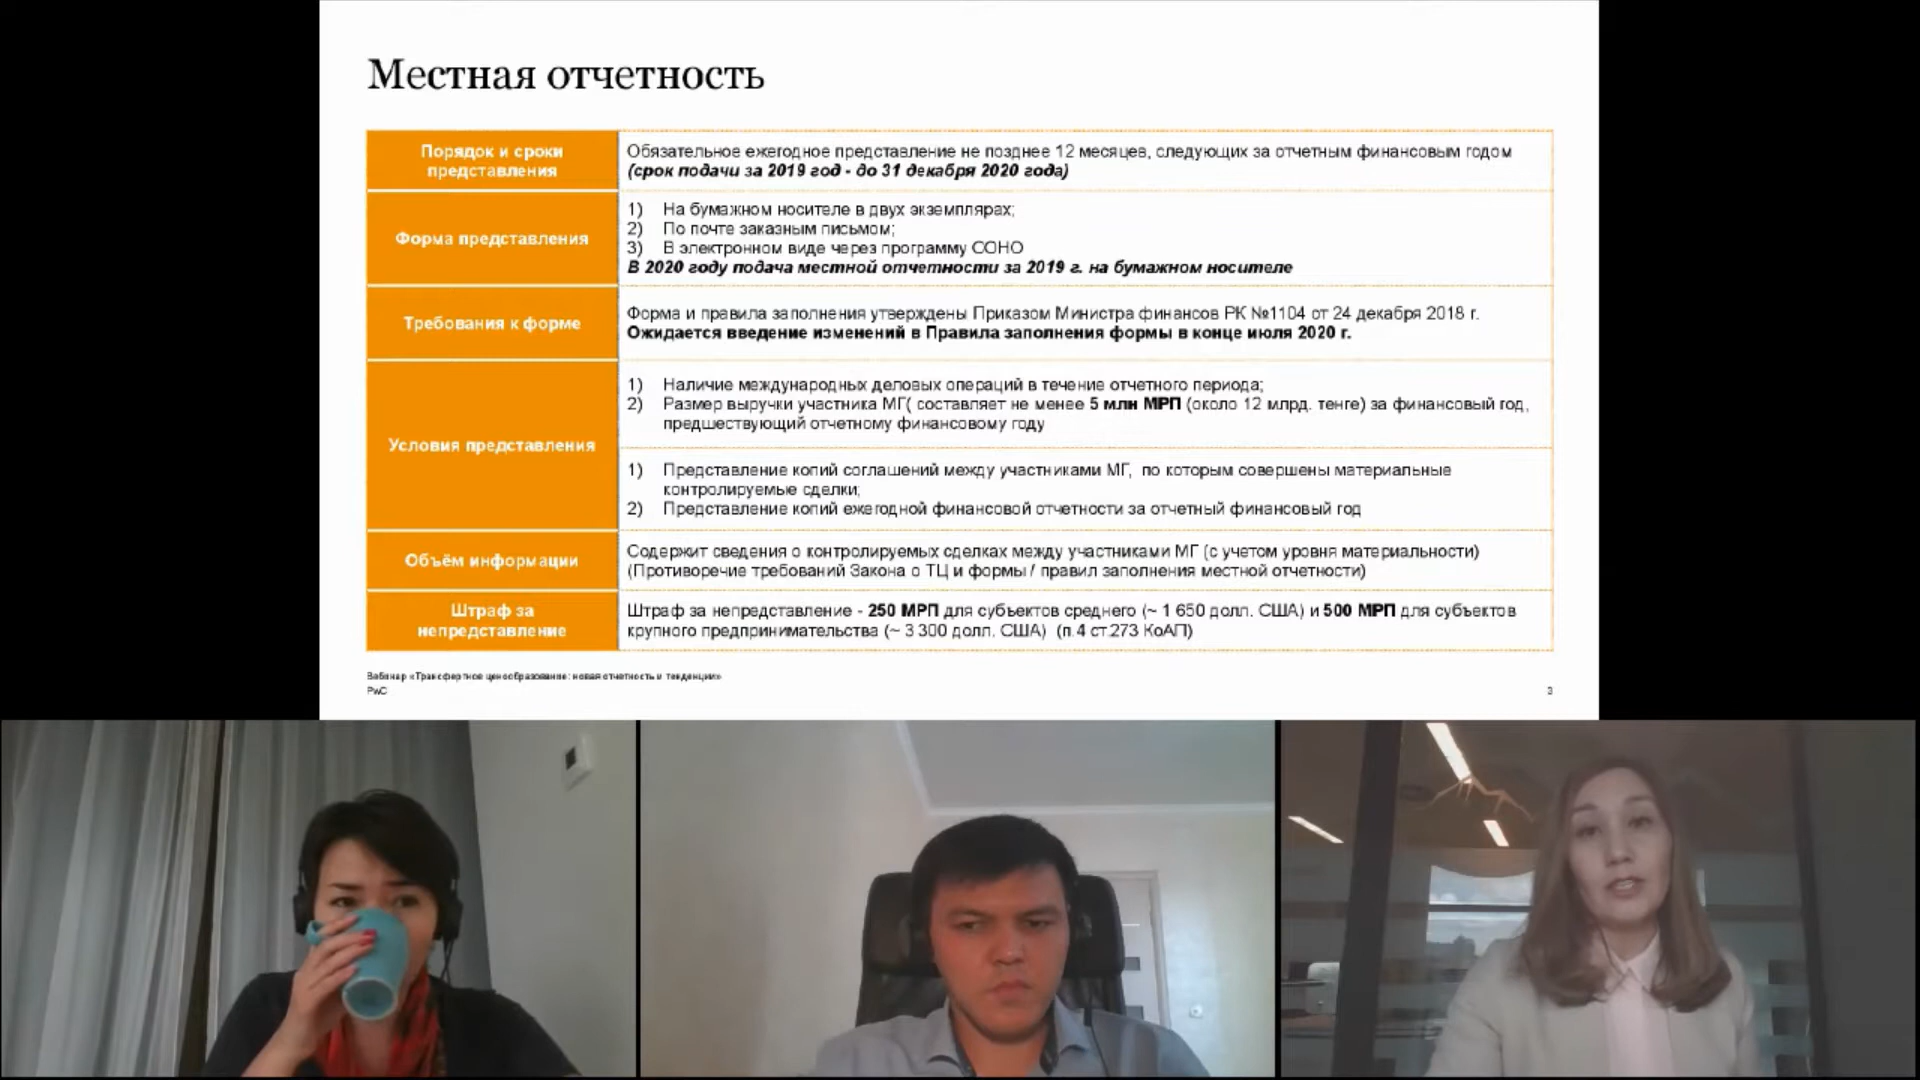 Местная отчетность
Порядок и сроки
представления
Обязательное ежегодное представление не позднее 12 месяцев, следующих за отчетным финансовым годом
(срок подачи за 2019 год - до 31 декабря 2020 года)
Форма представления
1) На бумажном носителе в двух экземплярах;
2) По почте заказным письмом;
3) В электронном виде через программу СОНО
В 2020 году подача местной отчетности за 2019 г. на бумажном носителе
Требования к форме
Форма и правила заполнения утверждены Приказом Министра финансов РК №1104 от 24 декабря 2018 г.
Ожидается введение изменений в Правила заполнения формы в конце июля 2020 г.
Условия представления
1) Наличие международных деловых операций в течение отчетного периода;
2) Размер выручки участника МГ( составляет не менее 5 млн МРП (около 12 млрд. тенге) за финансовый год,
предшествующий отчетному финансовому году
1) Представление копий соглашений между участниками МГ, по которым совершены материальные
контролируемые сделки;
2) Представление копий ежегодной финансовой отчетности за отчетный финансовый год
Объём информации
Содержит сведения о контролируемых сделках между участниками МГ (с учетом уровня материальности)
(Противоречие требований Закона о ТЦ и формы / правил заполнения местной отчетности)
Штраф за
непредставление
Штраф за непредставление - 250 МРП для субъектов среднего (~ 1 650 долл. США) и 500 МРП для субъектов
крупного предпринимательства (~ 3 300 долл. США) (п.4 ст.273 КоАП)
Вебинар «Трансфертное ценообразование: новая отчетность и тенденции»
PwC
3